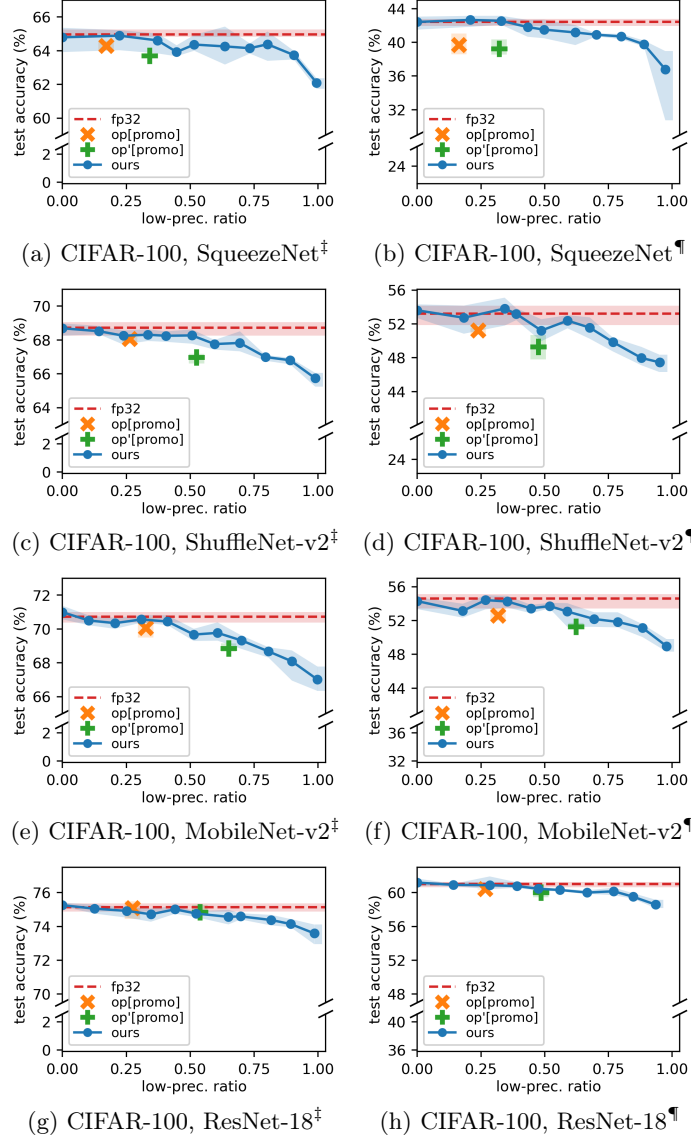 test accuracy (%)
66
64
62
60
2
0
fp32
op[promo]
op'[promo]
ours
0.00 0.25 0.50 0.75 1.00
low-prec. ratio
(a) CIFAR-100, SqueezeNet‡
test accuracy (%)
44
40
36
32
24
fp32
op[promo]
op'[promo]
ours
0.00 0.25 0.50 0.75 1.00
low-prec. ratio
(b) CIFAR-100, SqueezeNet¶
test accuracy (%)
70
68
66
64
2
0
fp32
op[promo]
op'[promo]
ours
0.00 0.25 0.50 0.75 1.00
low-prec. ratio
(c) CIFAR-100, ShuffleNet-v2‡
test accuracy (%)
56
52
48
44
24
fp32
op[promo]
op'[promo]
ours
0.00 0.25 0.50 0.75 1.00
low-prec. ratio
(d) CIFAR-100, ShuffleNet-v2¶
test accuracy (%)
72
70
68
66
2
0
fp32
op[promo]
op'[promo]
ours
0.00 0.25 0.50 0.75 1.00
low-prec. ratio
(e) CIFAR-100, MobileNet-v2‡
test accuracy (%)
56
52
48
44
36
32
fp32
op[promo]
op'[promo]
ours
0.00 0.25 0.50 0.75 1.00
low-prec. ratio
(f) CIFAR-100, MobileNet-v2¶
test accuracy (%)
76
74
72
70
2
0
fp32
op[promo]
op'[promo]
ours
0.00 0.25 0.50 0.75 1.00
low-prec. ratio
(g) CIFAR-100, ResNet-18‡
test accuracy (%)
60
56
52
48
40
36
fp32
op[promo]
op'[promo]
ours
0.00 0.25 0.50 0.75 1.00
low-prec. ratio
(h) CIFAR-100, ResNet-18¶